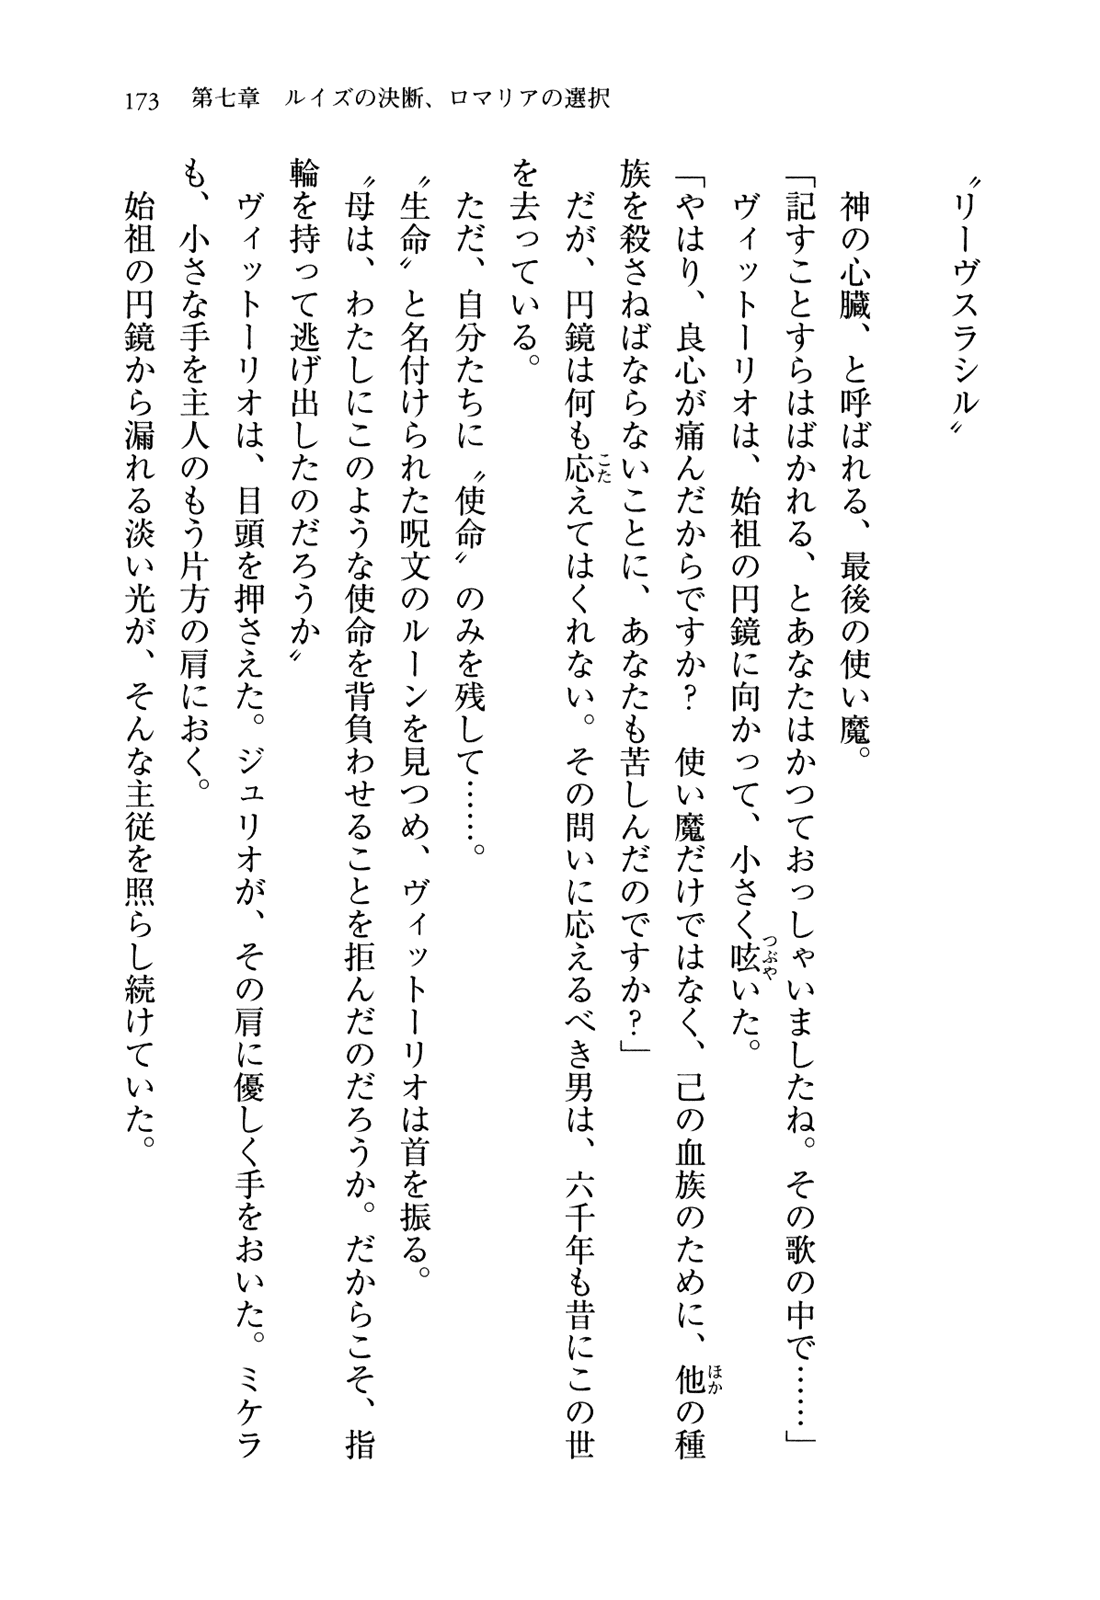 173　第七章　ルイズの決断、ロマリアの選択
〝リーヴスラシル〟
神の心臓、と呼ばれる、最後の使い魔。
「記すことすらはばかれる、とあなたはかつておっしゃいましたね。その歌の中で……」
ヴィットーリオは、始祖の円鏡に向かって、小さく呟いた。
「やはり、良心が痛んだからですか？　使い魔だけではなく、己の血族のために、他の種
族を殺さねばならないことに、あなたも苦しんだのですか？」
だが、円鏡は何も応えてはくれない。その問いに応えるべき男は、六千年も昔にこの世
を去っている。
ただ、自分たちに〝使命〟のみを残して……。
〝生命〟と名付けられた呪文のルーンを見つめ、ヴィットーリオは首を振る。
〝母は、わたしにこのような使命を背負わせることを拒んだのだろうか。だからこそ、指
輪を持って逃げ出したのだろうか〟
ヴィットーリオは、目頭を押さえた。ジュリオが、その肩に優しく手をおいた。ミケラ
も、小さな手を主人のもう片方の肩におく。
始祖の円鏡から漏れる淡い光が、そんな主従を照らし続けていた。